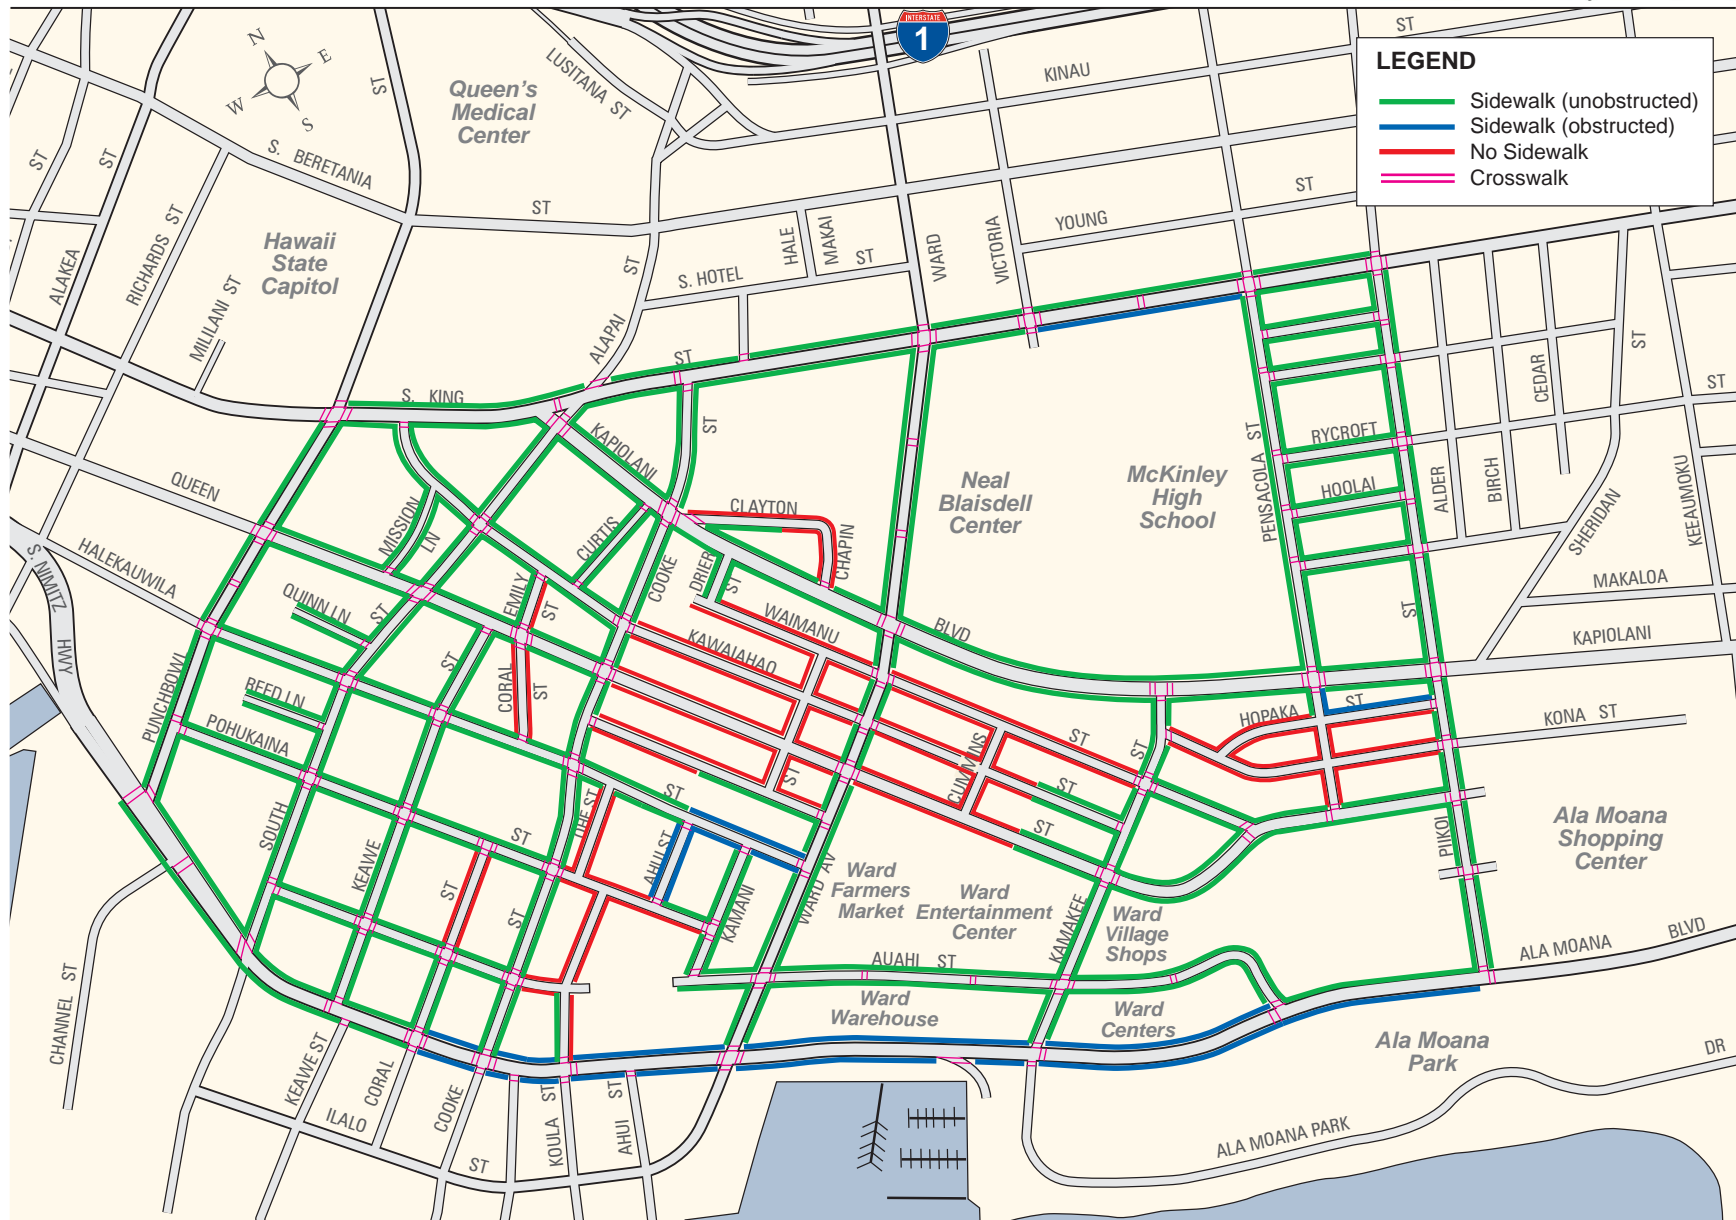 INTERSTATE
1
LEGEND
Sidewalk (unobstructed)
Sidewalk (obstructed)
No Sidewalk
Crosswalk
N
E
W
S
ST
Queen's
Medical
Center
LUSITANA ST
KINAU
ST
ST
ST
S. BERETANIA
ST
ST
YOUNG
HALE
MAKAI
ST
S. HOTEL
WARD
VICTORIA
Hawaii
State
Capitol
ALAKEA
RICHARDS ST
MILILANI ST
ST
ALAPAI
S. KING
ST
KAPIOLANI
ST
QUEEN
MISSION
LN
CURTIS
CLAYTON
CHAPIN
Neal
Blaisdell
Center
McKinley
High
School
PENSACOLA ST
RYCROFT
HOOLAI
ALDER
BIRCH
CEDAR
ST
ST
SHERIDAN
KEEAUMOKU
MAKALOA
KAPIOLANI
ST
HALEKAUWILA
S. NIMITZ HWY
QUINN LN
ST
EMILY
ST
COOKE
DRIER
ST
WAIMANU
KAWAIAHAO
BLVD
PUNCHBOWL
REED LN
POHUKAINA
ST
CORAL
ST
HOPAKA
ST
KONA ST
CUMMINS
ST
ST
ST
ST
ST
SOUTH
KEAWE
ST
OHE ST
ST
AHUI ST
KAMANI
WARD AV
Ward
Farmers
Market
Ward
Entertainment
Center
Ward
Village
Shops
KAMAKEE
PIIKOI
Ala Moana
Shopping
Center
ST
ST
AUAHI ST
Ward
Warehouse
Ward
Centers
ALA MOANA
BLVD
Ala Moana
Park
DR
ALA MOANA PARK
CHANNEL ST
KEAWE ST
CORAL
COOKE
ILALO
ST
KOULA ST
AHUI ST